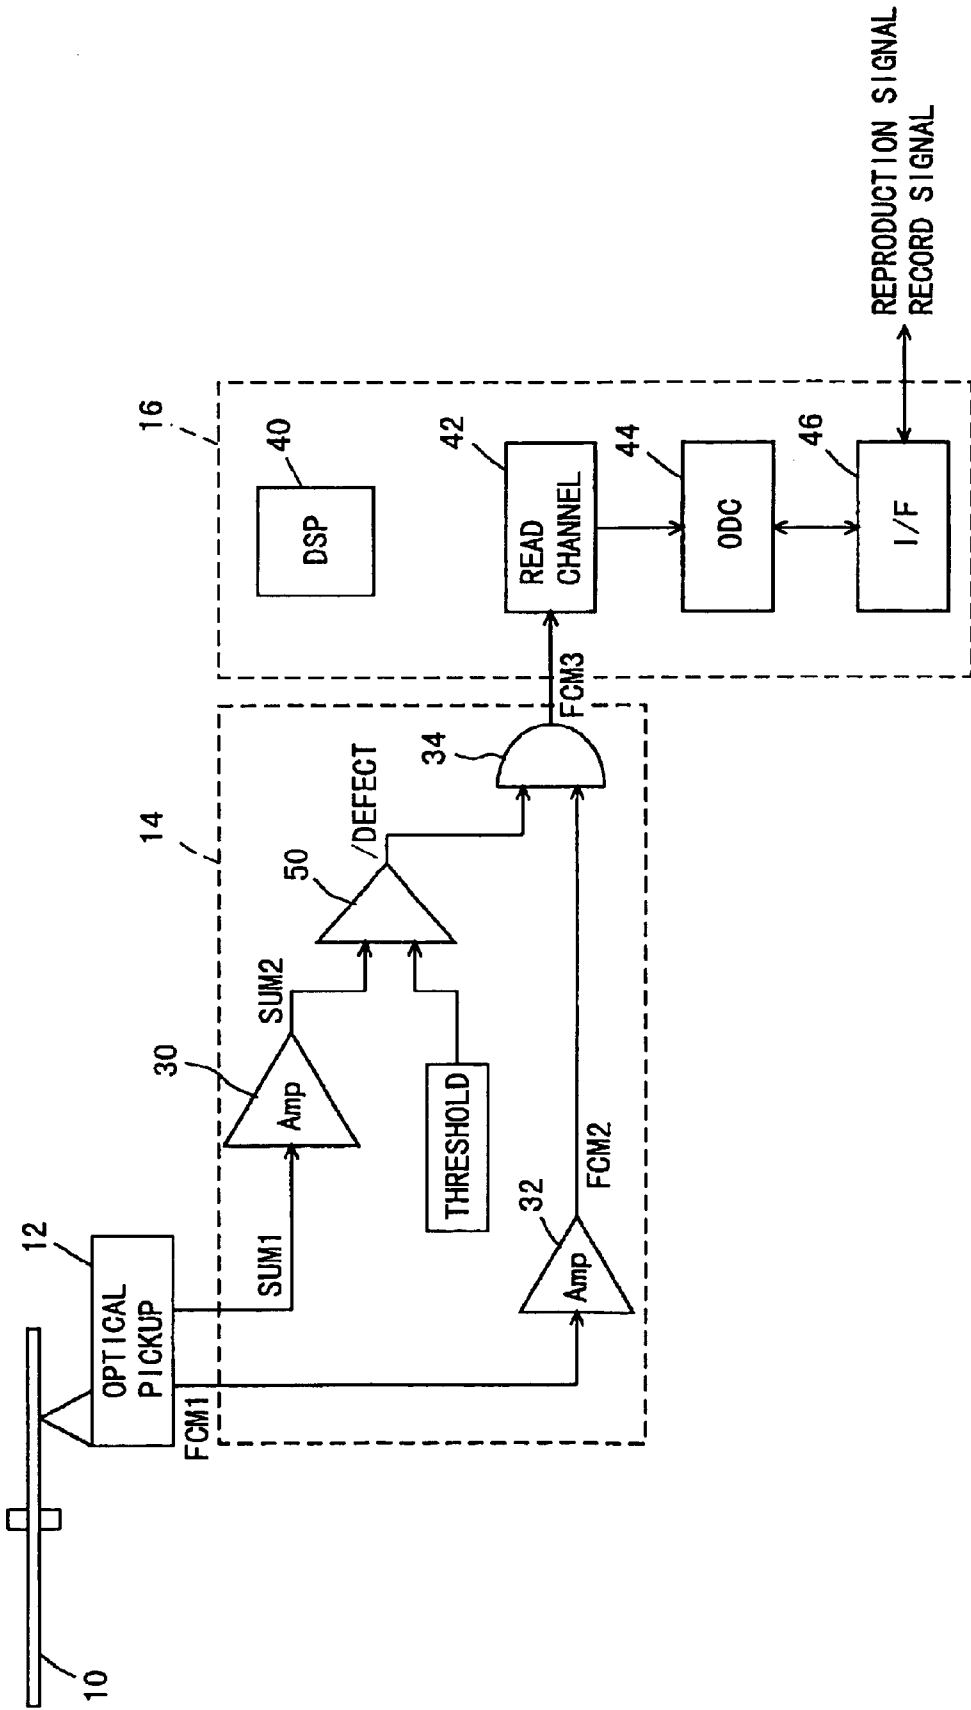 10
12
OPTICAL
PICKUP
FCM1
SUM1
14
30
Amp
SUM2
THRESHOLD
50
/DEFECT
32
Amp
FCM2
34
FCM3
16
40
DSP
42
READ
CHANNEL
44
ODC
46
I/F
REPRODUCTION SIGNAL
RECORD SIGNAL